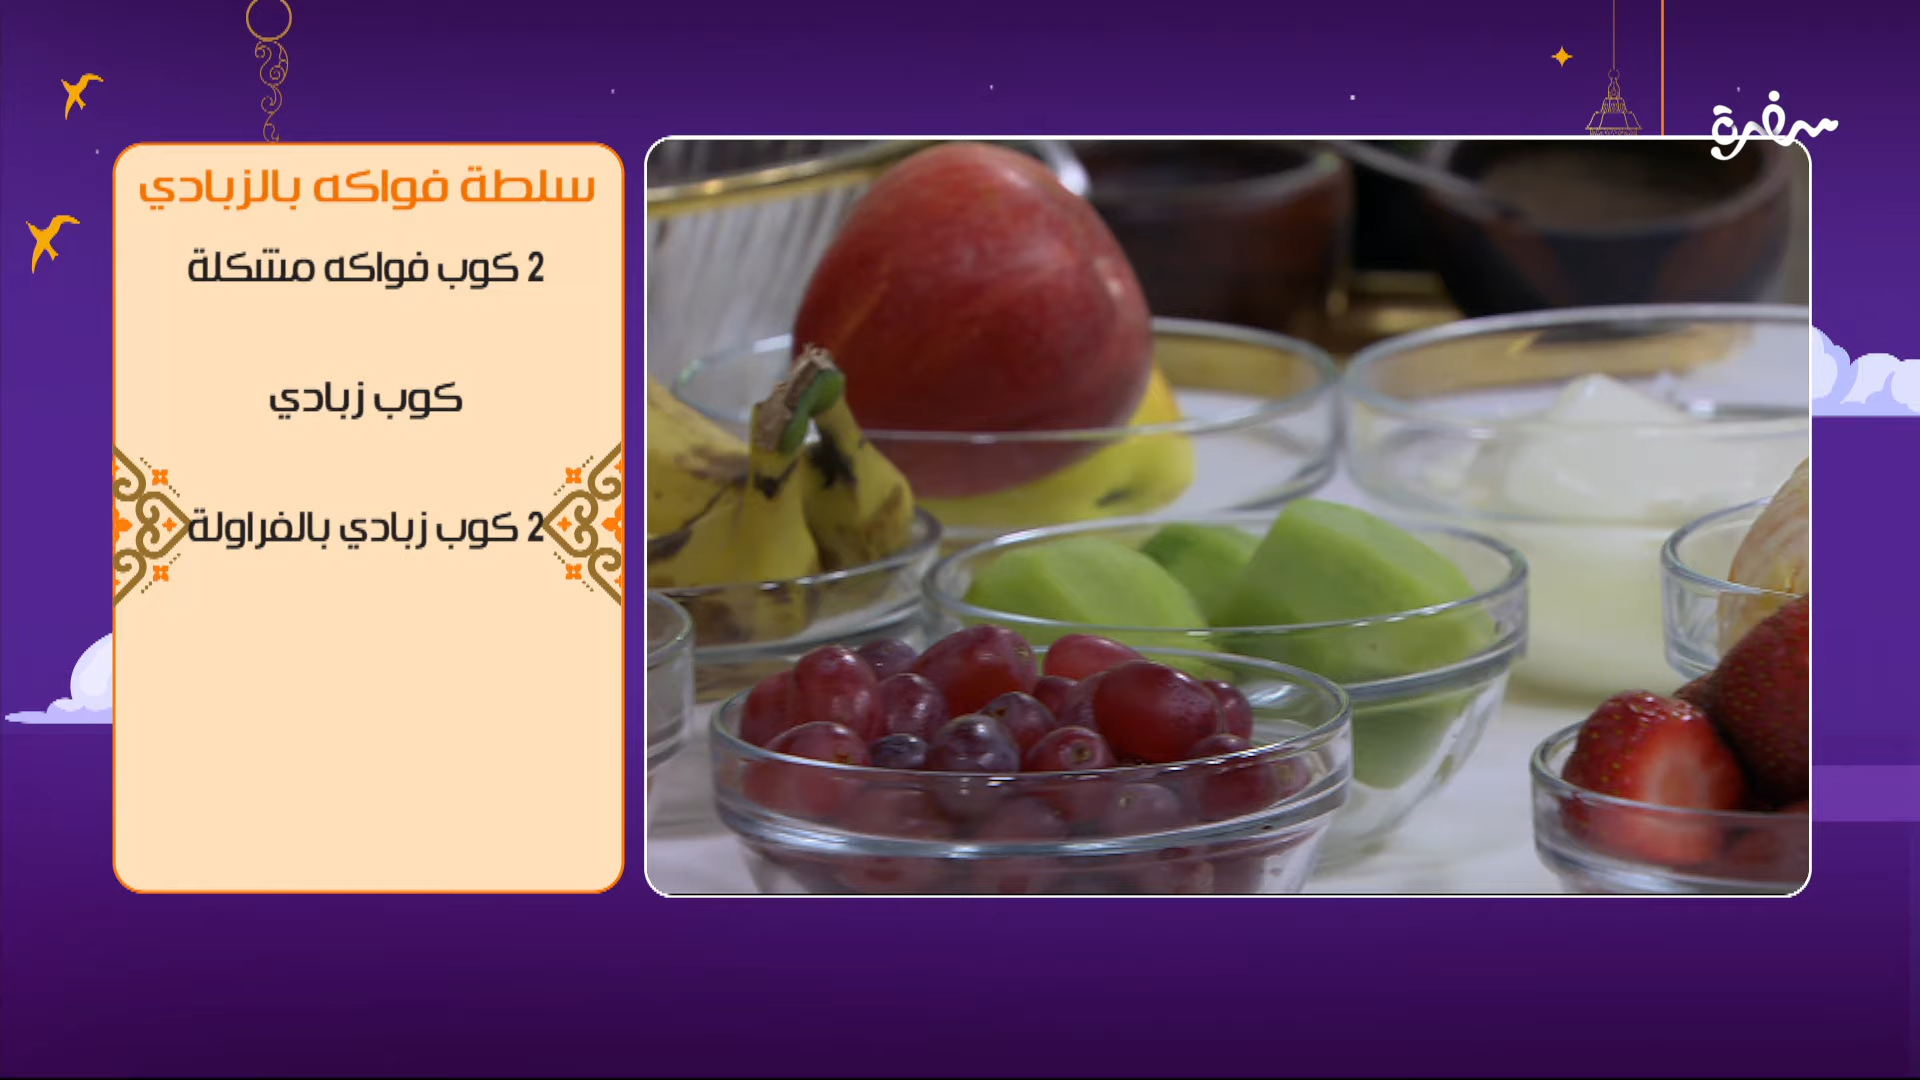 سفرة
سلطة فواكه بالزبادي
2 كوب فواكه مشكلة
كوب زبادي
2 كوب زبادي بالفراولة